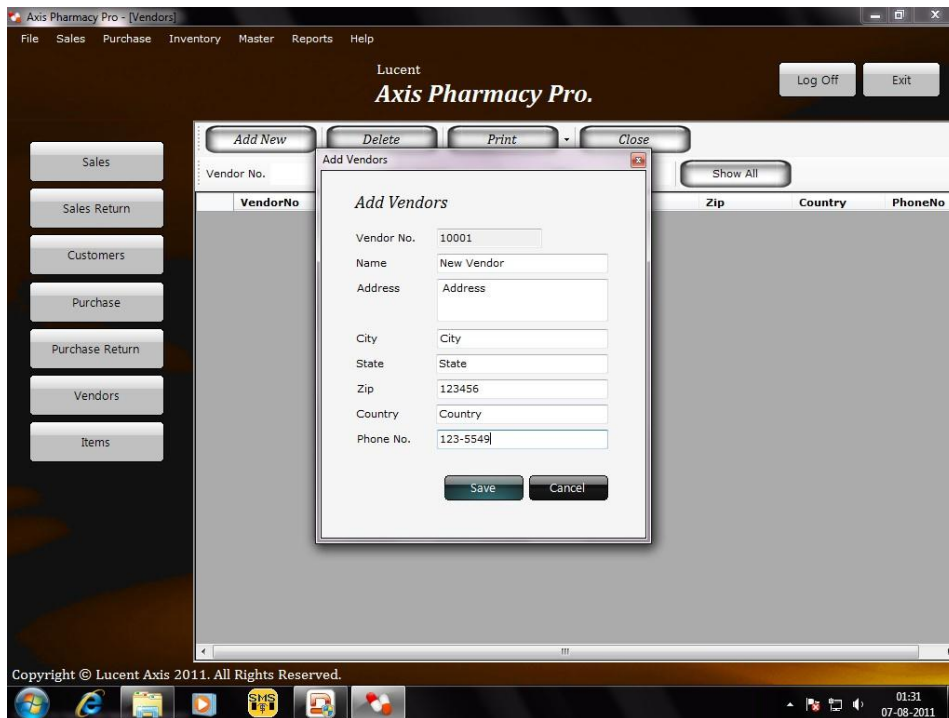 Axis Pharmacy Pro - [Vendors]
File Sales Purchase Inventory Master Reports Help
Lucent
Axis Pharmacy Pro.
Log Off Exit
Sales
Sales Return
Customers
Purchase
Purchase Return
Vendors
Items
Add New Delete Print Close
Vendor No. Show All
VendorNo Zip Country PhoneNo
Add Vendors
Add Vendors
Vendor No. 10001
Name New Vendor
Address Address
City City
State State
Zip 123456
Country Country
Phone No. 123-5549
Save Cancel
Copyright © Lucent Axis 2011. All Rights Reserved.
SMS
01:31
07-08-2011